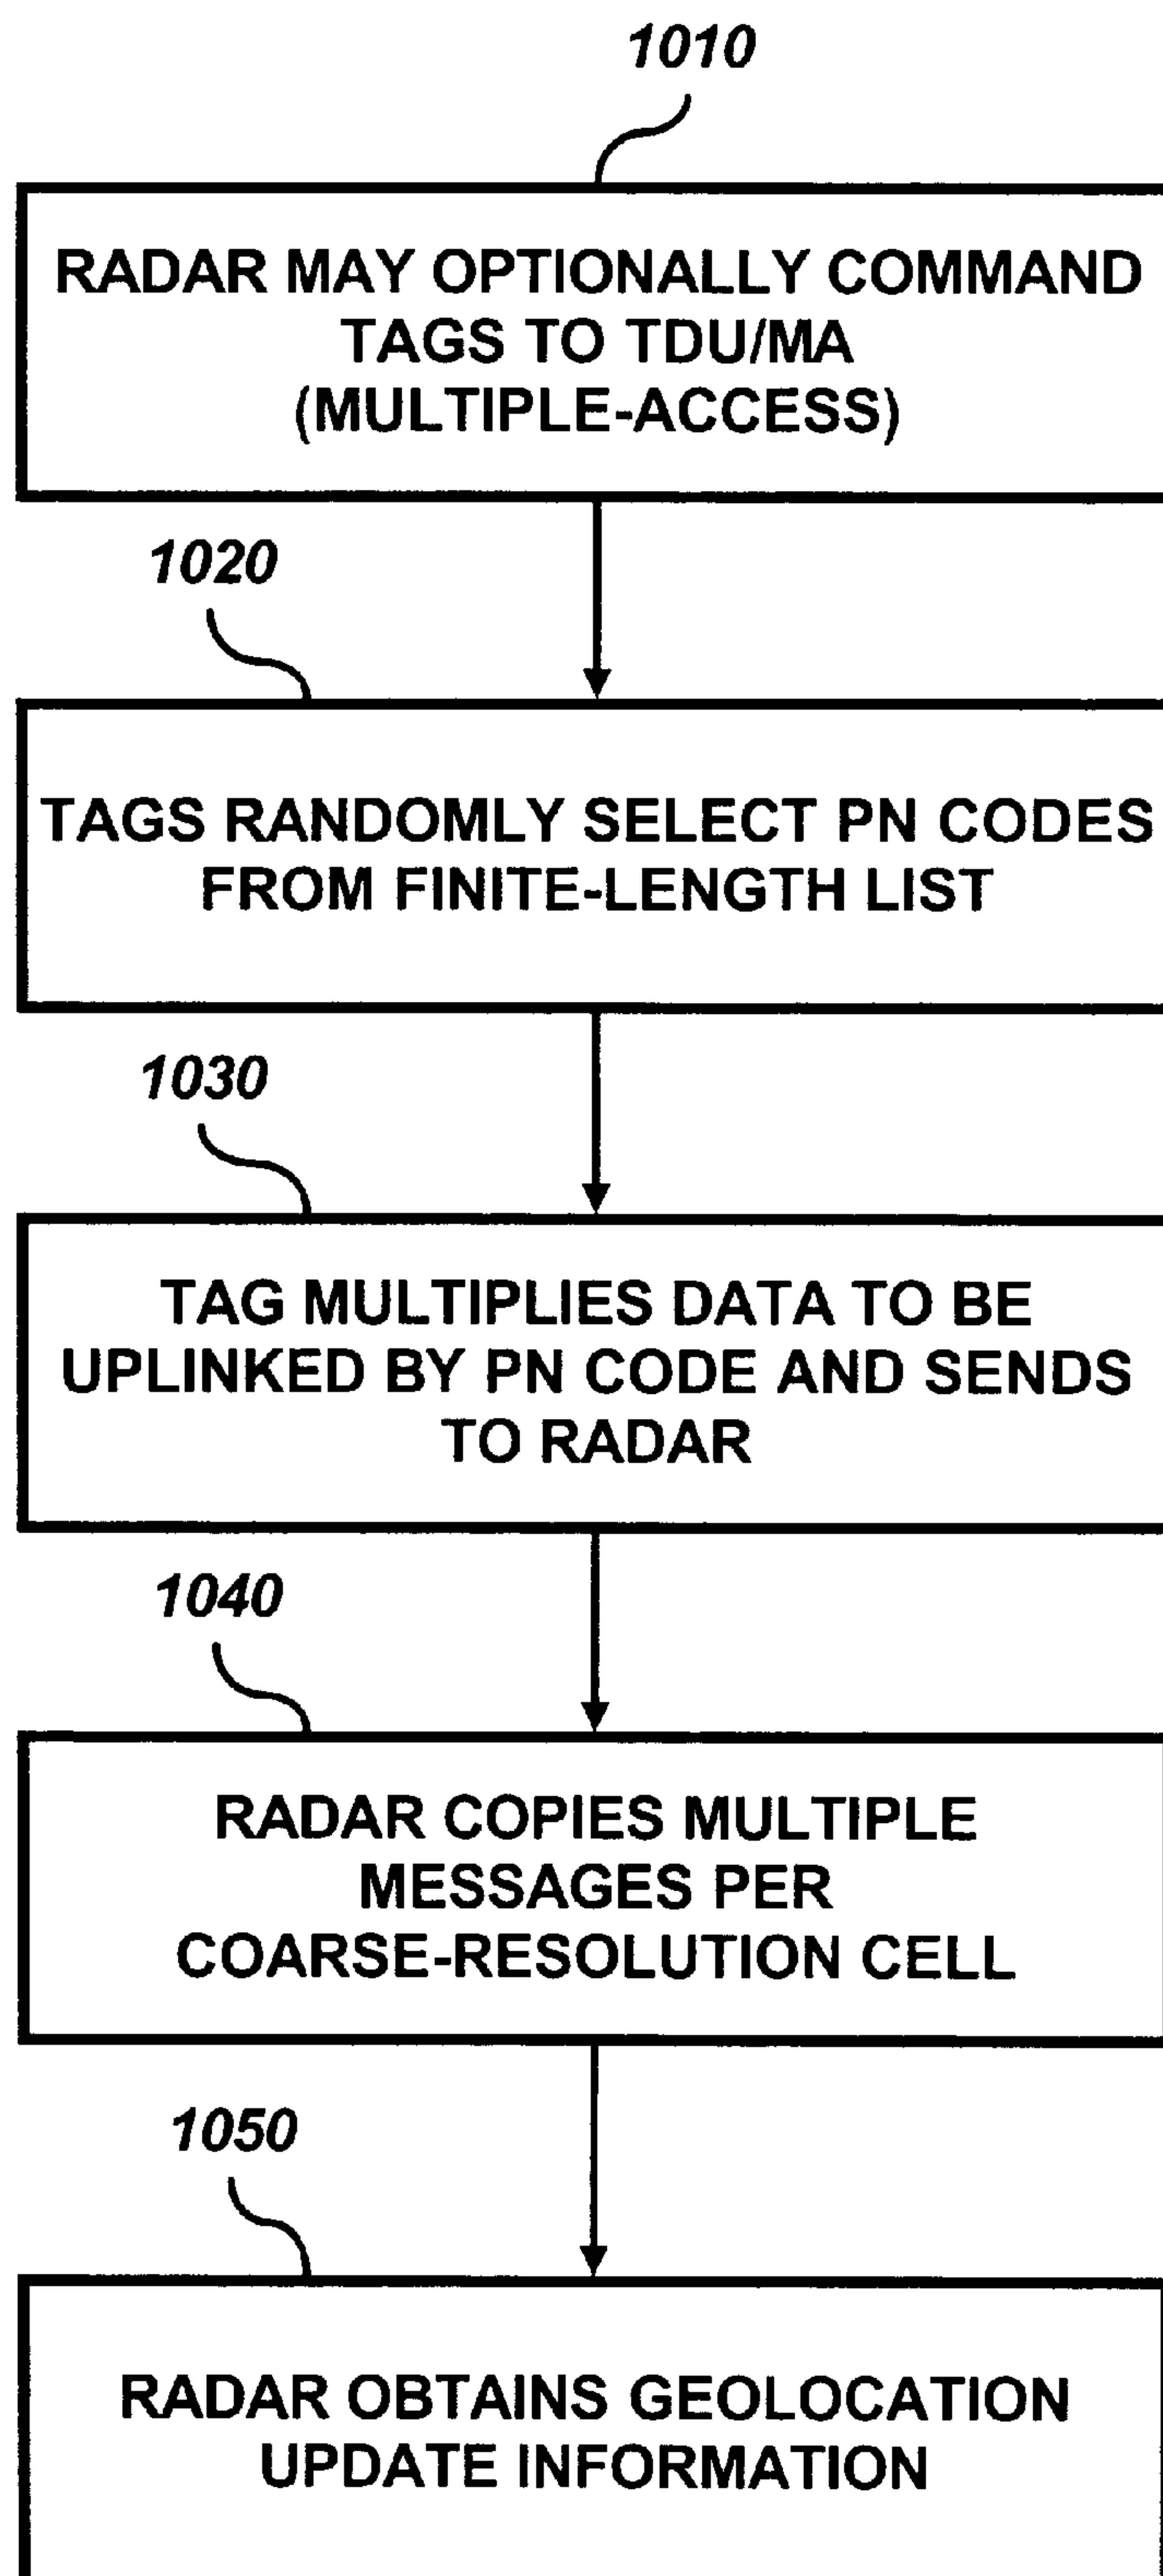 1010
RADAR MAY OPTIONALLY COMMAND
TAGS TO TDU/MA
(MULTIPLE-ACCESS)
1020
TAGS RANDOMLY SELECT PN CODES
FROM FINITE-LENGTH LIST
1030
TAG MULTIPLIES DATA TO BE
UPLINKED BY PN CODE AND SENDS
TO RADAR
1040
RADAR COPIES MULTIPLE
MESSAGES PER
COARSE-RESOLUTION CELL
1050
RADAR OBTAINS GEOLOCATION
UPDATE INFORMATION